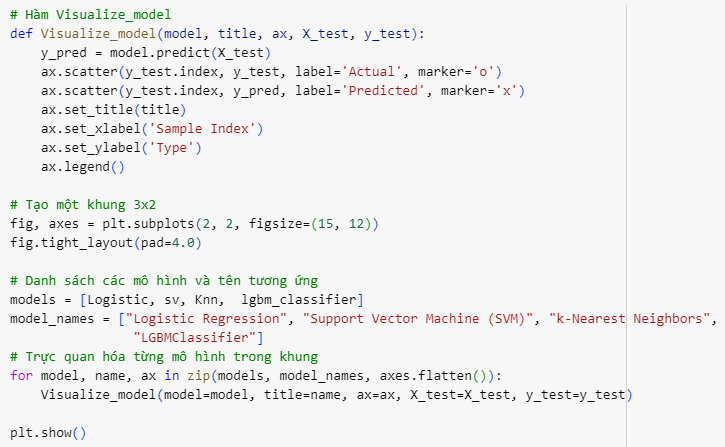 # Hàm Visualize_model
def Visualize_model(model, title, ax, X_test, y_test):
    y_pred = model.predict(X_test)
    ax.scatter(y_test.index, y_test, label='Actual', marker='o')
    ax.scatter(y_test.index, y_pred, label='Predicted', marker='x')
    ax.set_title(title)
    ax.set_xlabel('Sample Index')
    ax.set_ylabel('Type')
    ax.legend()

# Tạo một khung 3x2
fig, axes = plt.subplots(2, 2, figsize=(15, 12))
fig.tight_layout(pad=4.0)

# Danh sách các mô hình và tên tương ứng
models = [Logistic, sv, Knn,  lgbm_classifier]
model_names = ["Logistic Regression", "Support Vector Machine (SVM)", "k-Nearest Neighbors",
                "LGBMClassifier"]
# Trực quan hóa từng mô hình trong khung
for model, name, ax in zip(models, model_names, axes.flatten()):
    Visualize_model(model=model, title=name, ax=ax, X_test=X_test, y_test=y_test)

plt.show()